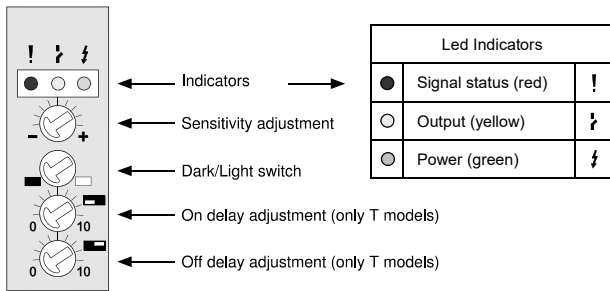 Indicators
Sensitivity adjustment
- +
Dark/Light switch
On delay adjustment (only T models)
0 10
Off delay adjustment (only T models)
0 10
Led Indicators
Signal status (red) !
Output (yellow)
Power (green)